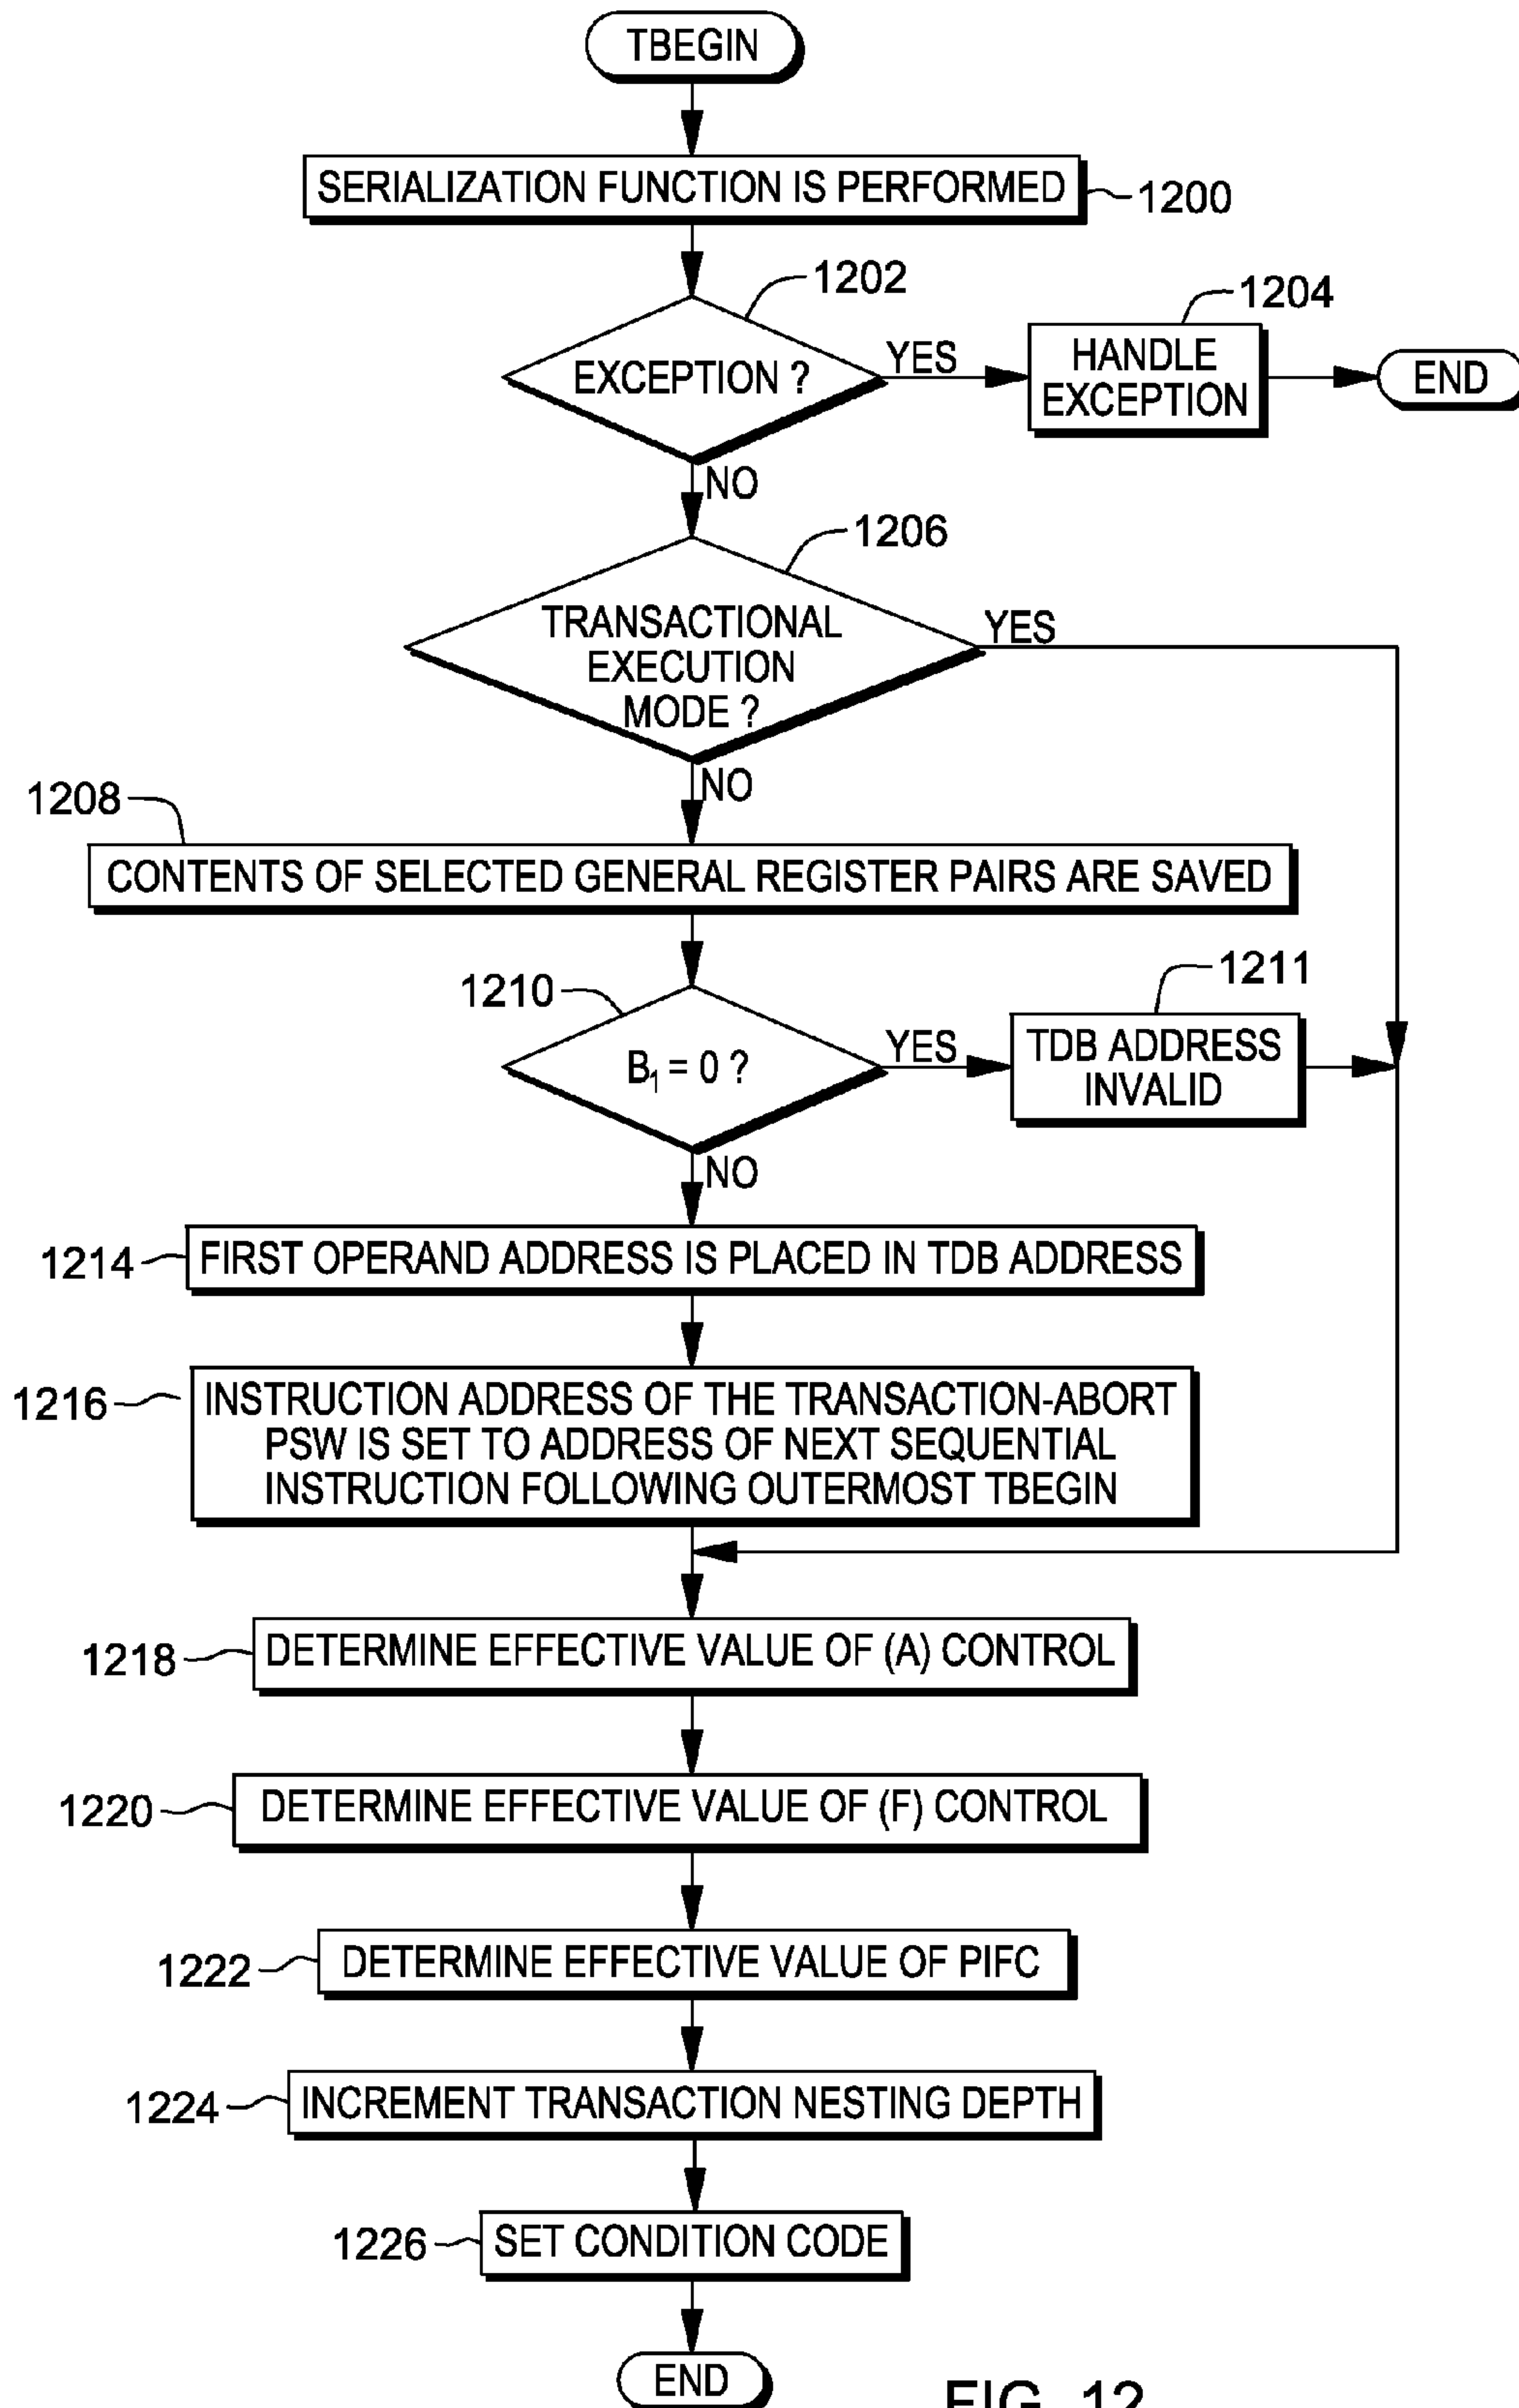 TBEGIN
SERIALIZATION FUNCTION IS PERFORMED
1200
1202
EXCEPTION ?
YES
1204
HANDLE
EXCEPTION
END
NO
1206
TRANSACTIONAL
EXECUTION
MODE ?
YES
NO
1208
CONTENTS OF SELECTED GENERAL REGISTER PAIRS ARE SAVED
1210
B₁ = 0 ?
YES
1211
TDB ADDRESS
INVALID
NO
1214
FIRST OPERAND ADDRESS IS PLACED IN TDB ADDRESS
1216
INSTRUCTION ADDRESS OF THE TRANSACTION-ABORT
PSW IS SET TO ADDRESS OF NEXT SEQUENTIAL
INSTRUCTION FOLLOWING OUTERMOST TBEGIN
1218
DETERMINE EFFECTIVE VALUE OF (A) CONTROL
1220
DETERMINE EFFECTIVE VALUE OF (F) CONTROL
1222
DETERMINE EFFECTIVE VALUE OF PIFC
1224
INCREMENT TRANSACTION NESTING DEPTH
1226
SET CONDITION CODE
END
FIG. 12